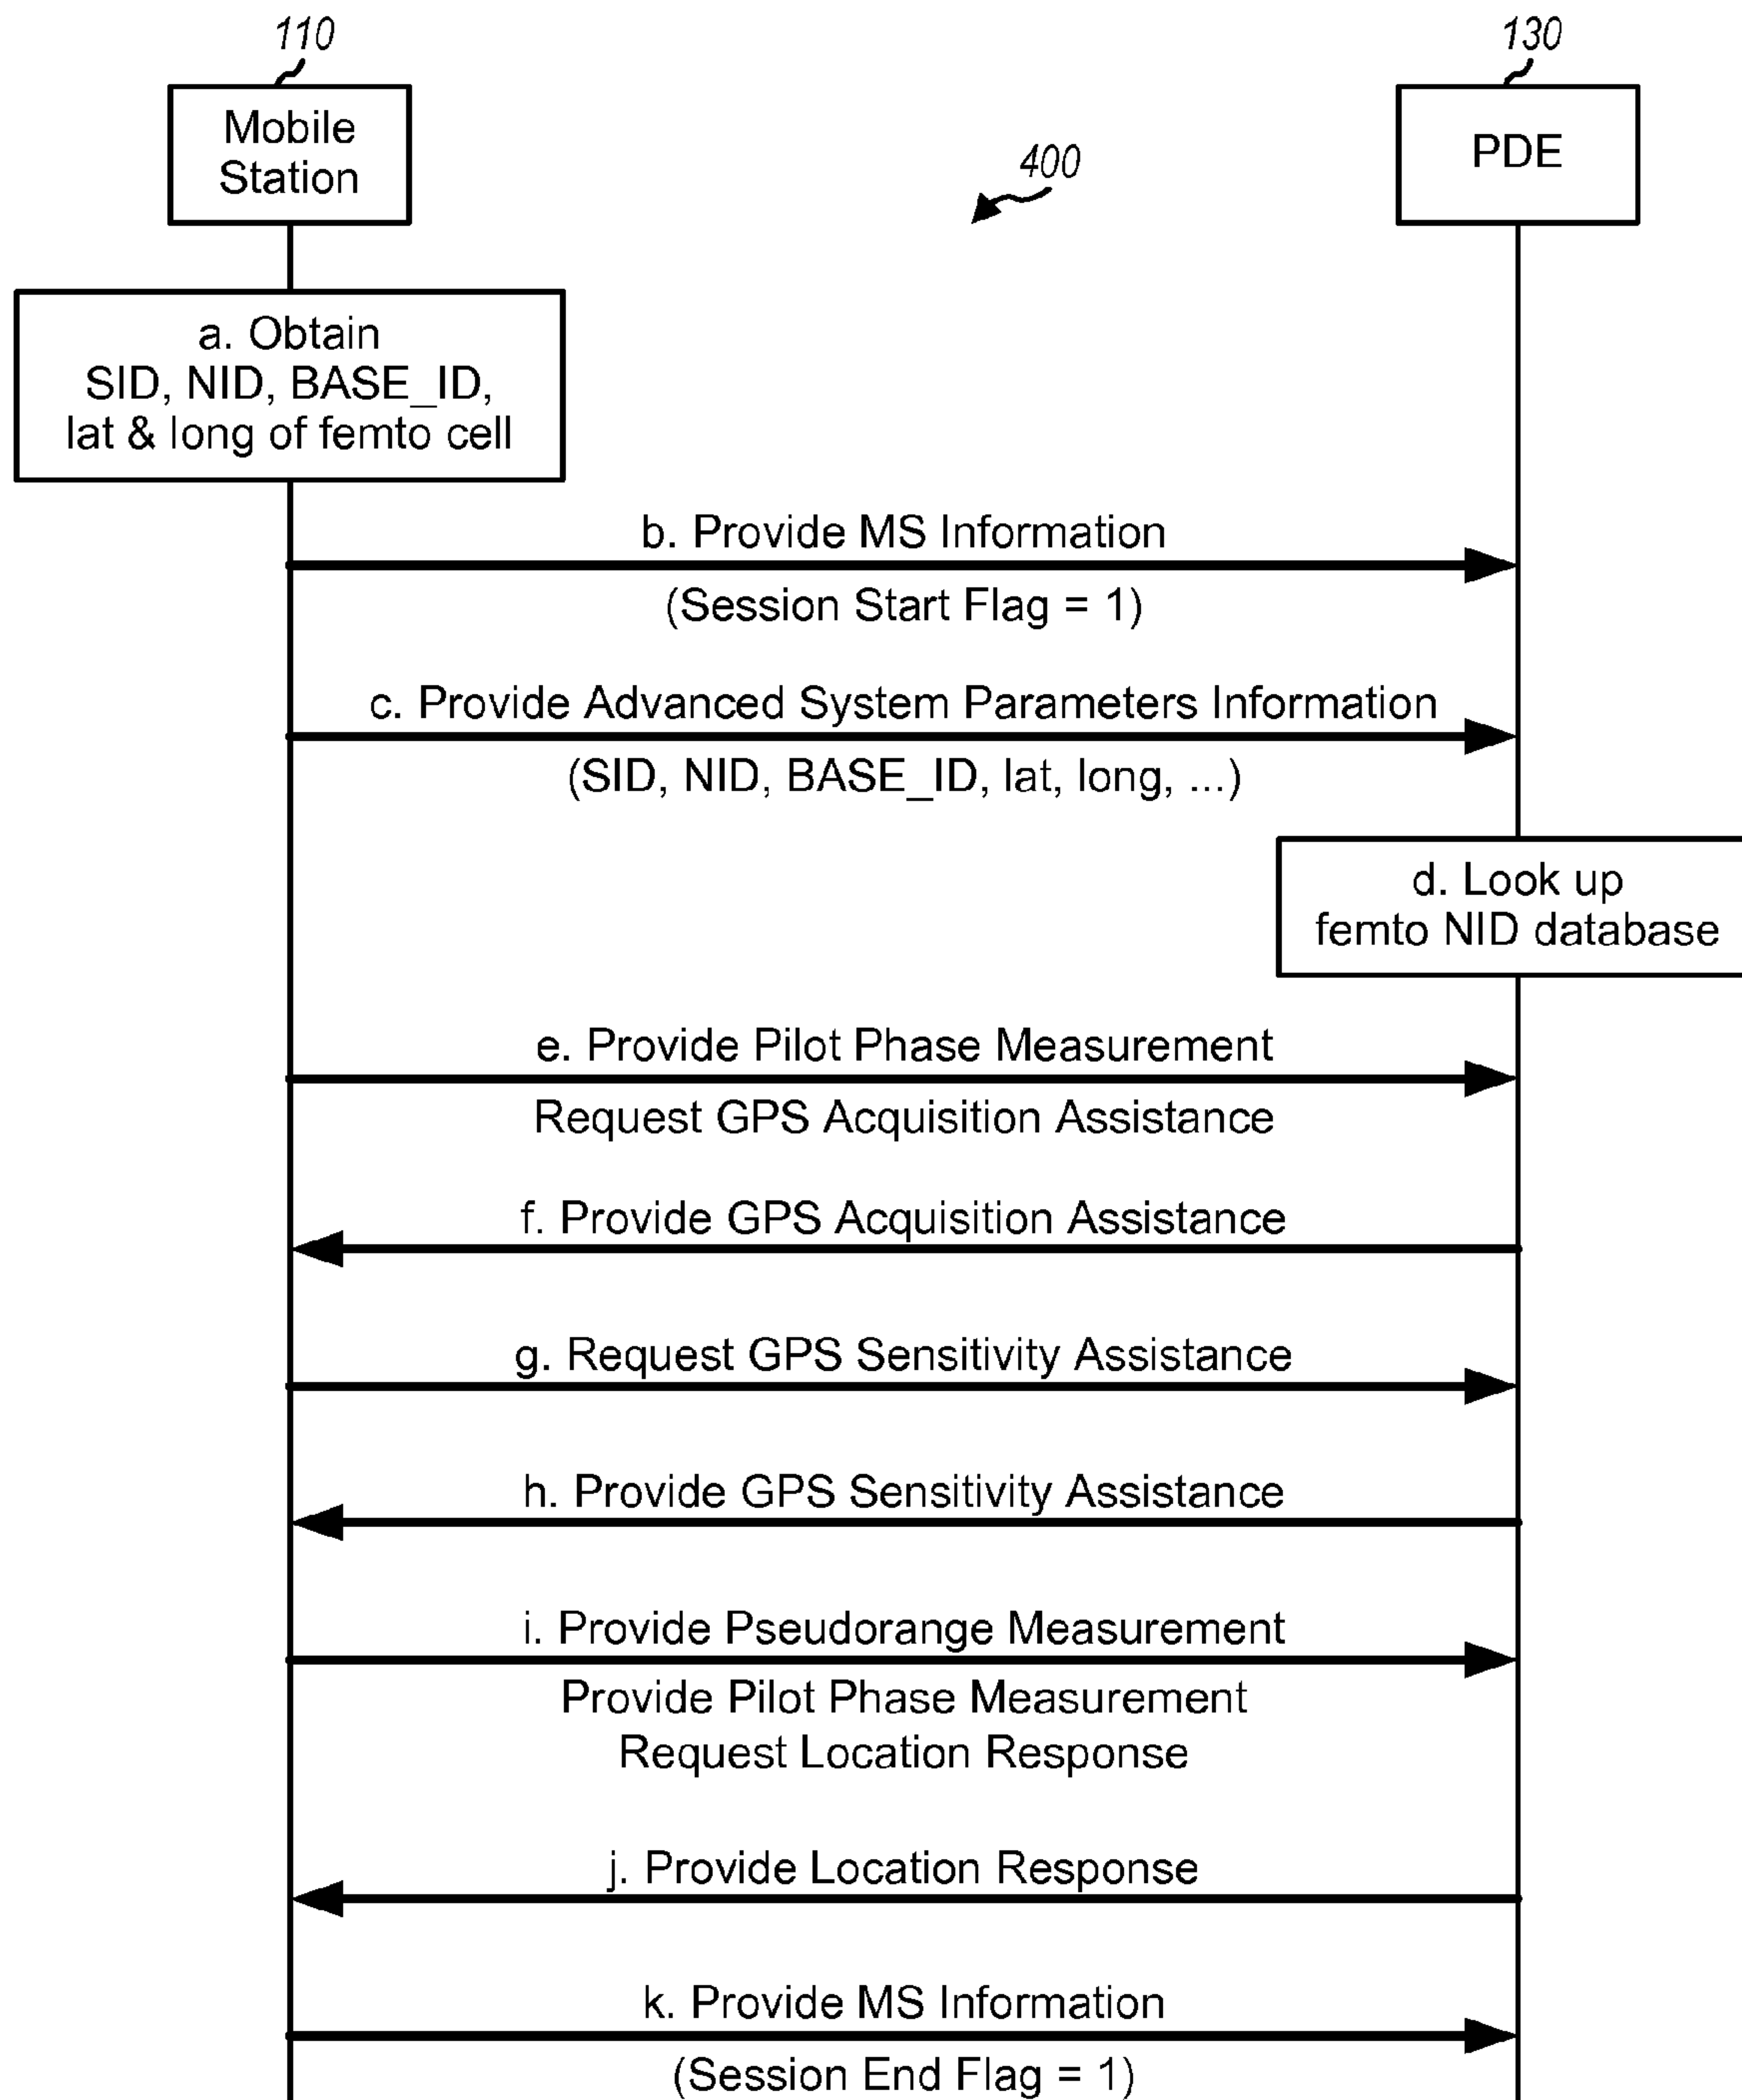 110
130
Mobile
Station
PDE
400
a. Obtain
SID, NID, BASE_ID,
lat & long of femto cell
b. Provide MS Information
(Session Start Flag = 1)
c. Provide Advanced System Parameters Information
(SID, NID, BASE_ID, lat, long, ...)
d. Look up
femto NID database
e. Provide Pilot Phase Measurement
Request GPS Acquisition Assistance
f. Provide GPS Acquisition Assistance
g. Request GPS Sensitivity Assistance
h. Provide GPS Sensitivity Assistance
i. Provide Pseudorange Measurement
Provide Pilot Phase Measurement
Request Location Response
j. Provide Location Response
k. Provide MS Information
(Session End Flag = 1)